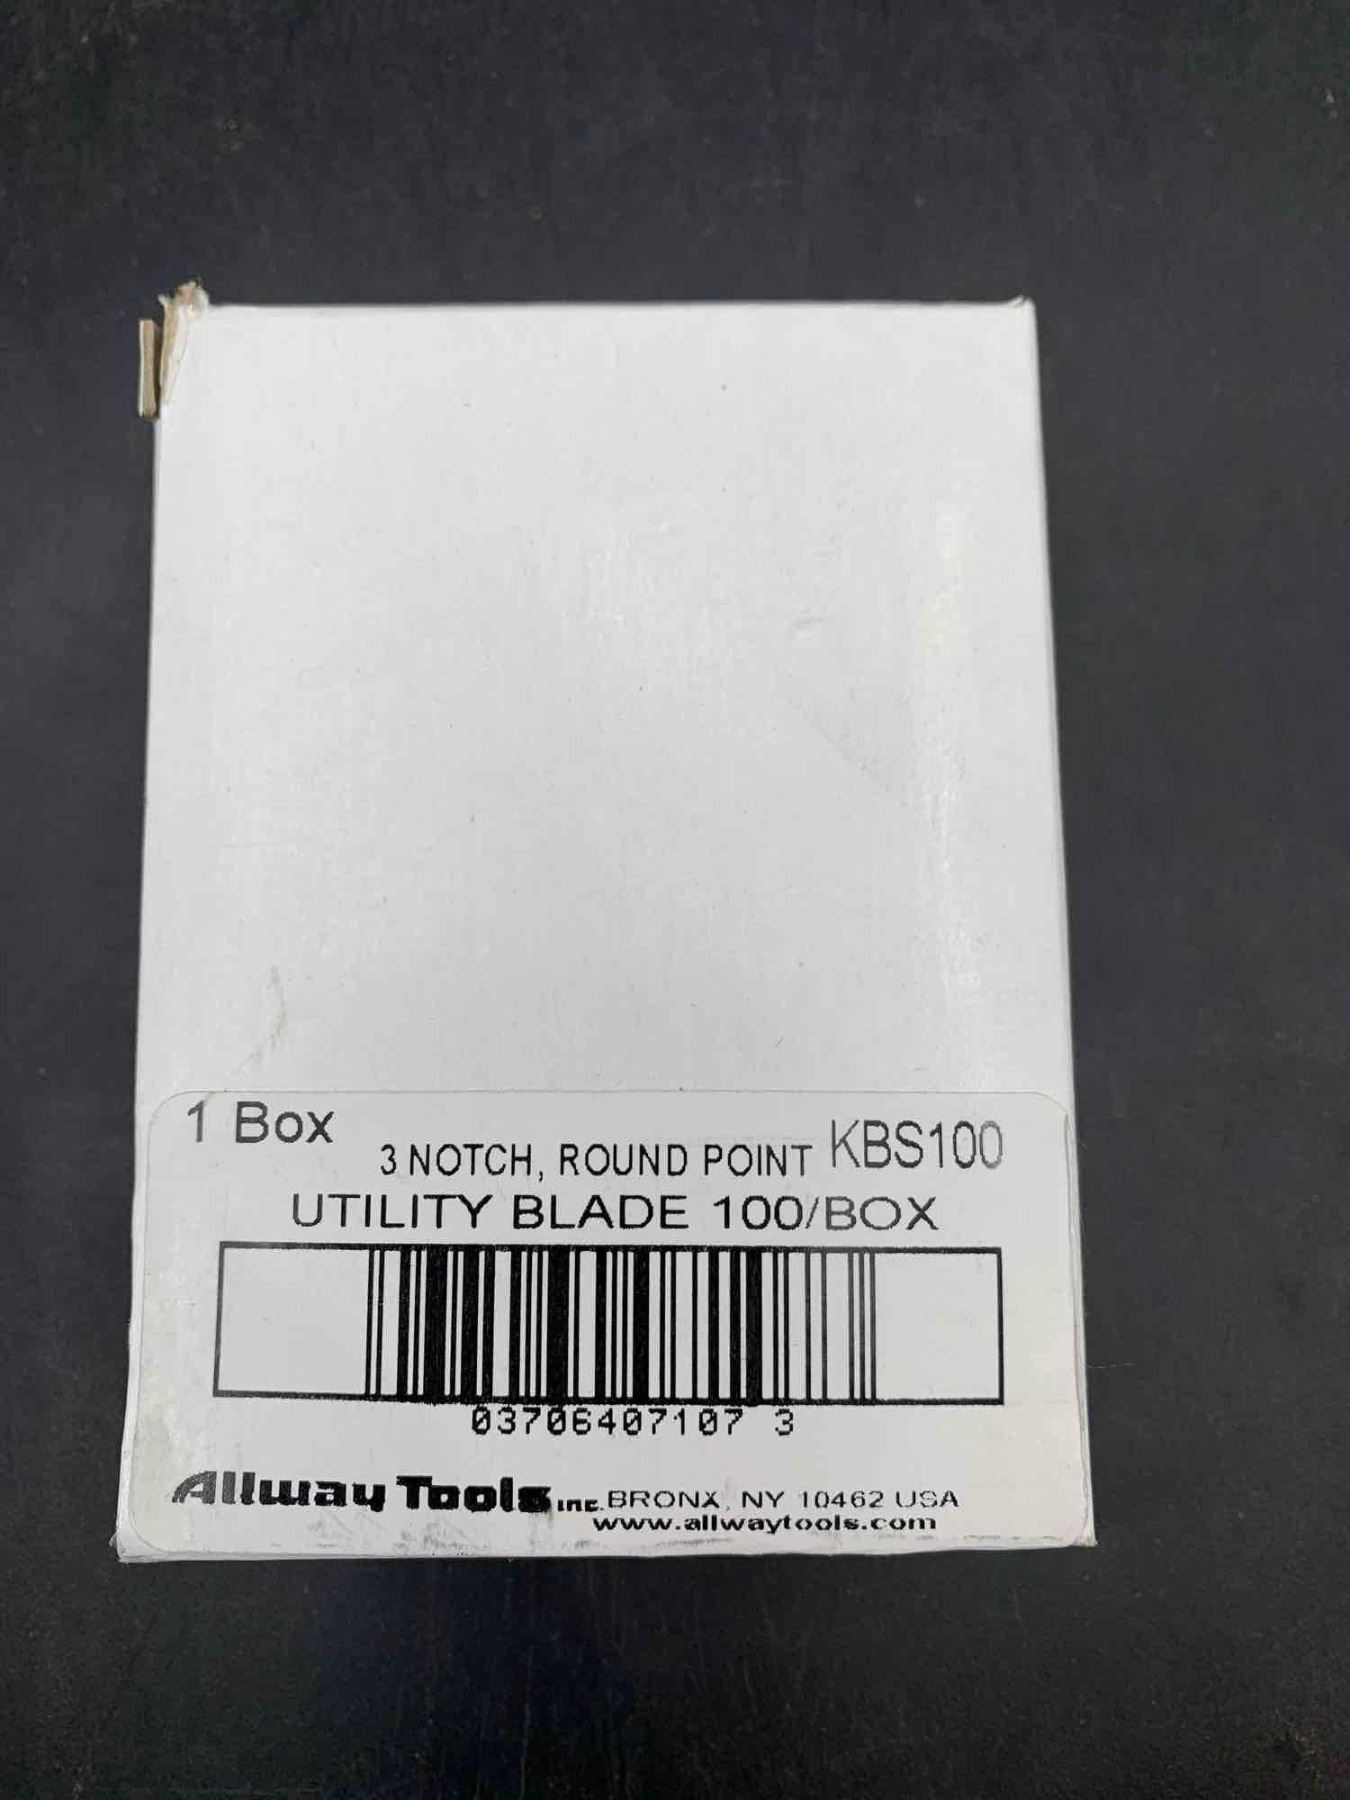 1 Box
3 NOTCH, ROUND POINT KBS100
UTILITY BLADE 100/BOX
03706407107 3
Allway Tools inc. BRONX, NY 10462 USA
www.allwaytools.com